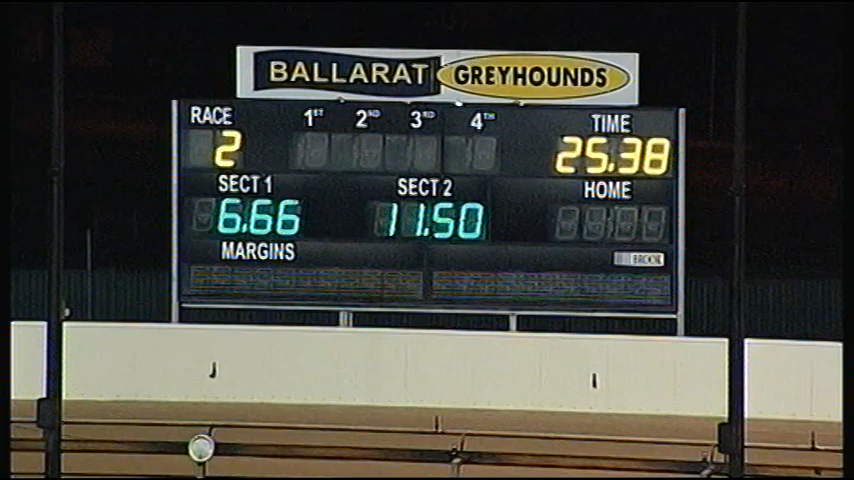 BALLARAT GREYHOUNDS
RACE 1ST 2ND 3RD 4TH TIME
2 25.38
SECT 1 SECT 2 HOME
6.66 11.50
MARGINS